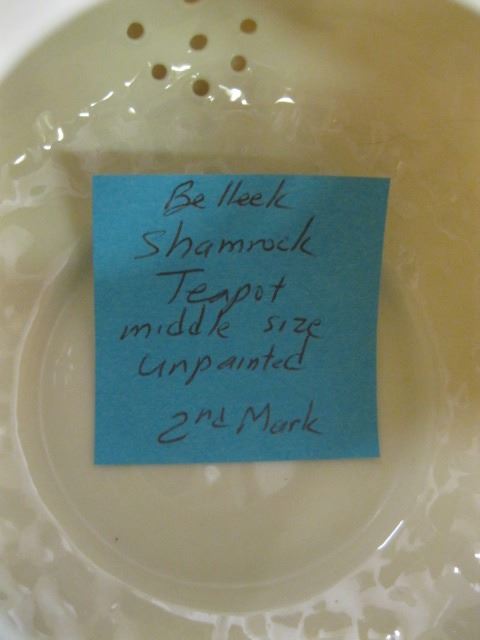 Belleek
Shamrock
Teapot
middle size
unpainted
2nd Mark